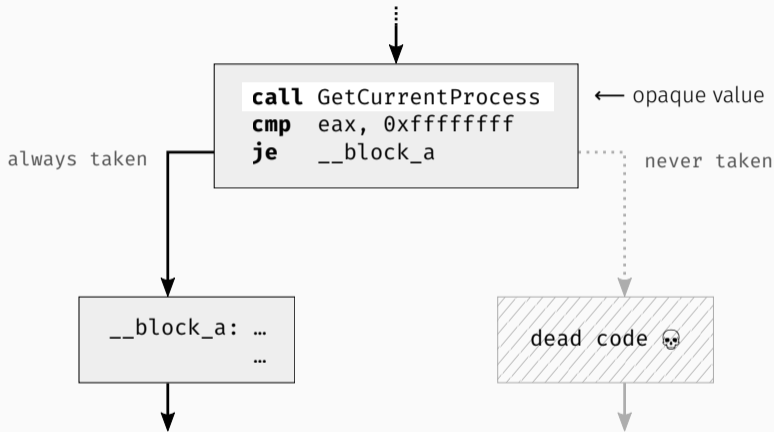 call GetCurrentProcess
⟵ opaque value
cmp eax, 0xffffffff
je __block_a
always taken
never taken
__block_a: …
…
dead code 💀